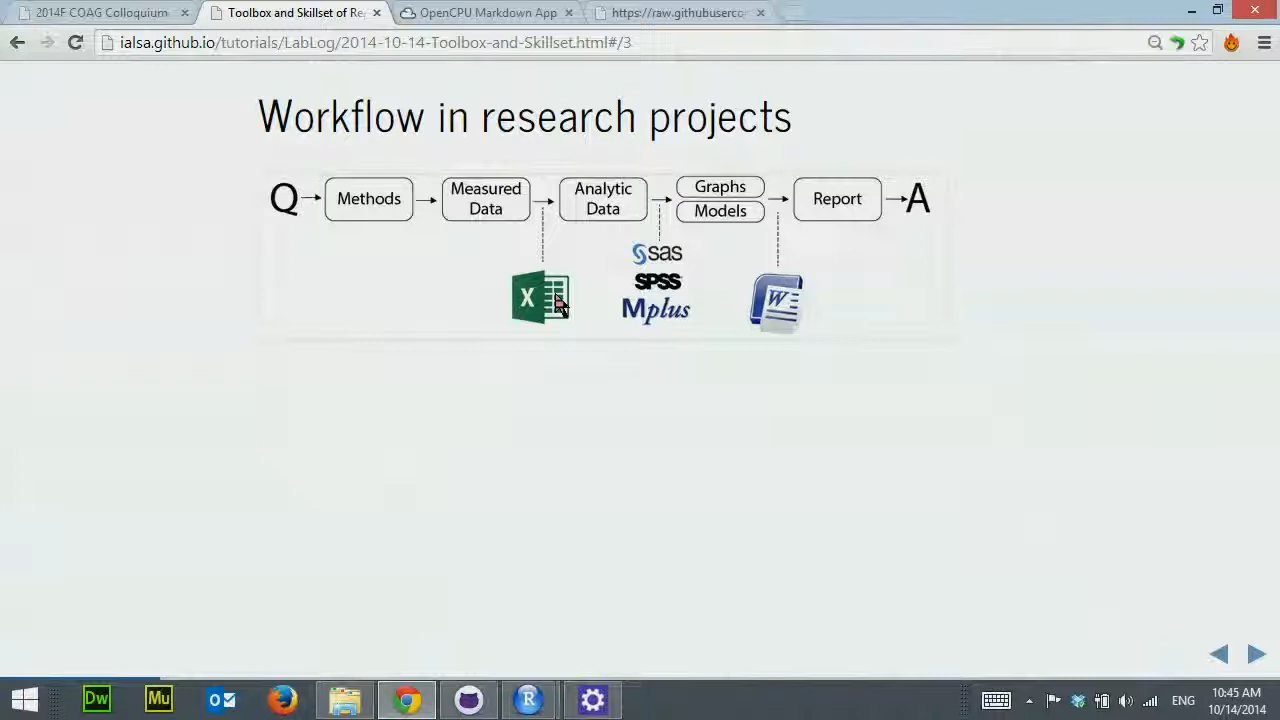 2014F COAG Colloquium
Toolbox and Skillset of Re
OpenCPU Markdown App
https://raw.githubuserco
ialsa.github.io/tutorials/LabLog/2014-10-14-Toolbox-and-Skillset.html#/3
Workflow in research projects
Q
Methods
Measured
Data
Analytic
Data
Graphs
Models
Report
A
X
sas
SPSS
Mplus
W
Dw
Mu
R
ENG
10:45 AM
10/14/2014